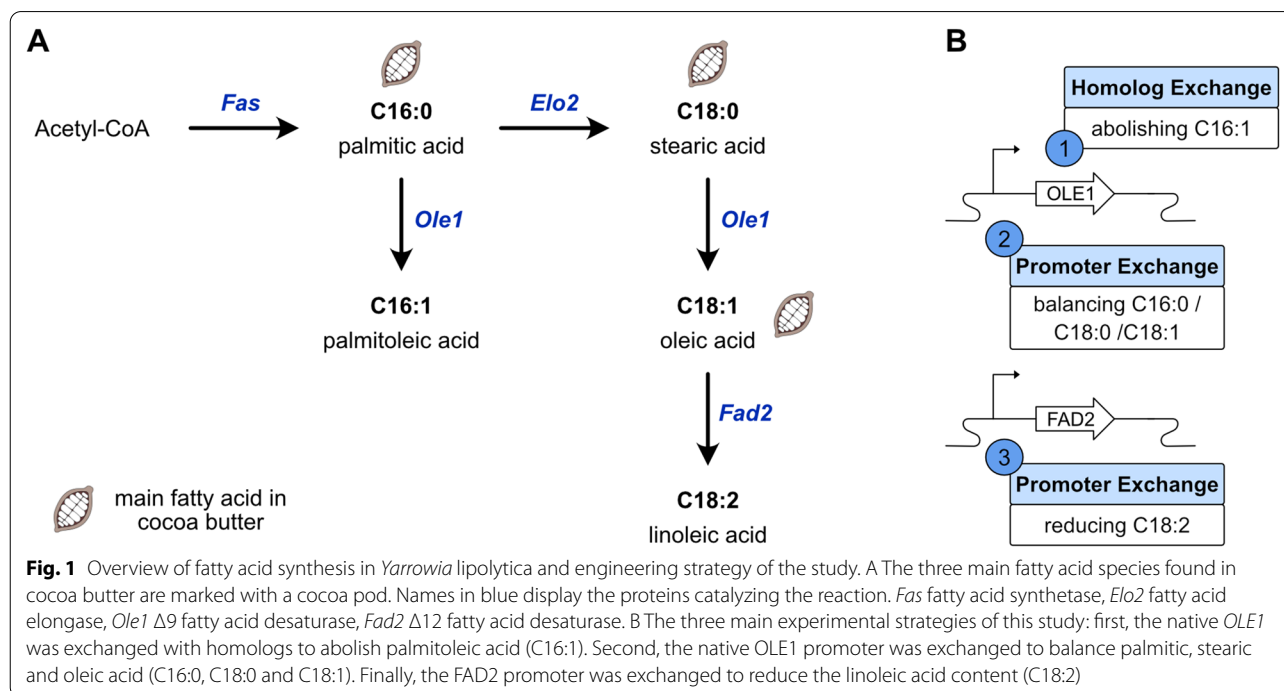 A
B
Acetyl-CoA
Fas
C16:0
palmitic acid
Elo2
C18:0
stearic acid
Ole1
Ole1
C16:1
palmitoleic acid
C18:1
oleic acid
Fad2
C18:2
linoleic acid
main fatty acid in
cocoa butter
Homolog Exchange
abolishing C16:1
1
OLE1
2
Promoter Exchange
balancing C16:0 /
C18:0 /C18:1
FAD2
3
Promoter Exchange
reducing C18:2
Fig. 1 Overview of fatty acid synthesis in Yarrowia lipolytica and engineering strategy of the study. A The three main fatty acid species found in
cocoa butter are marked with a cocoa pod. Names in blue display the proteins catalyzing the reaction. Fas fatty acid synthetase, Elo2 fatty acid
elongase, Ole1 Δ9 fatty acid desaturase, Fad2 Δ12 fatty acid desaturase. B The three main experimental strategies of this study: first, the native OLE1
was exchanged with homologs to abolish palmitoleic acid (C16:1). Second, the native OLE1 promoter was exchanged to balance palmitic, stearic
and oleic acid (C16:0, C18:0 and C18:1). Finally, the FAD2 promoter was exchanged to reduce the linoleic acid content (C18:2)